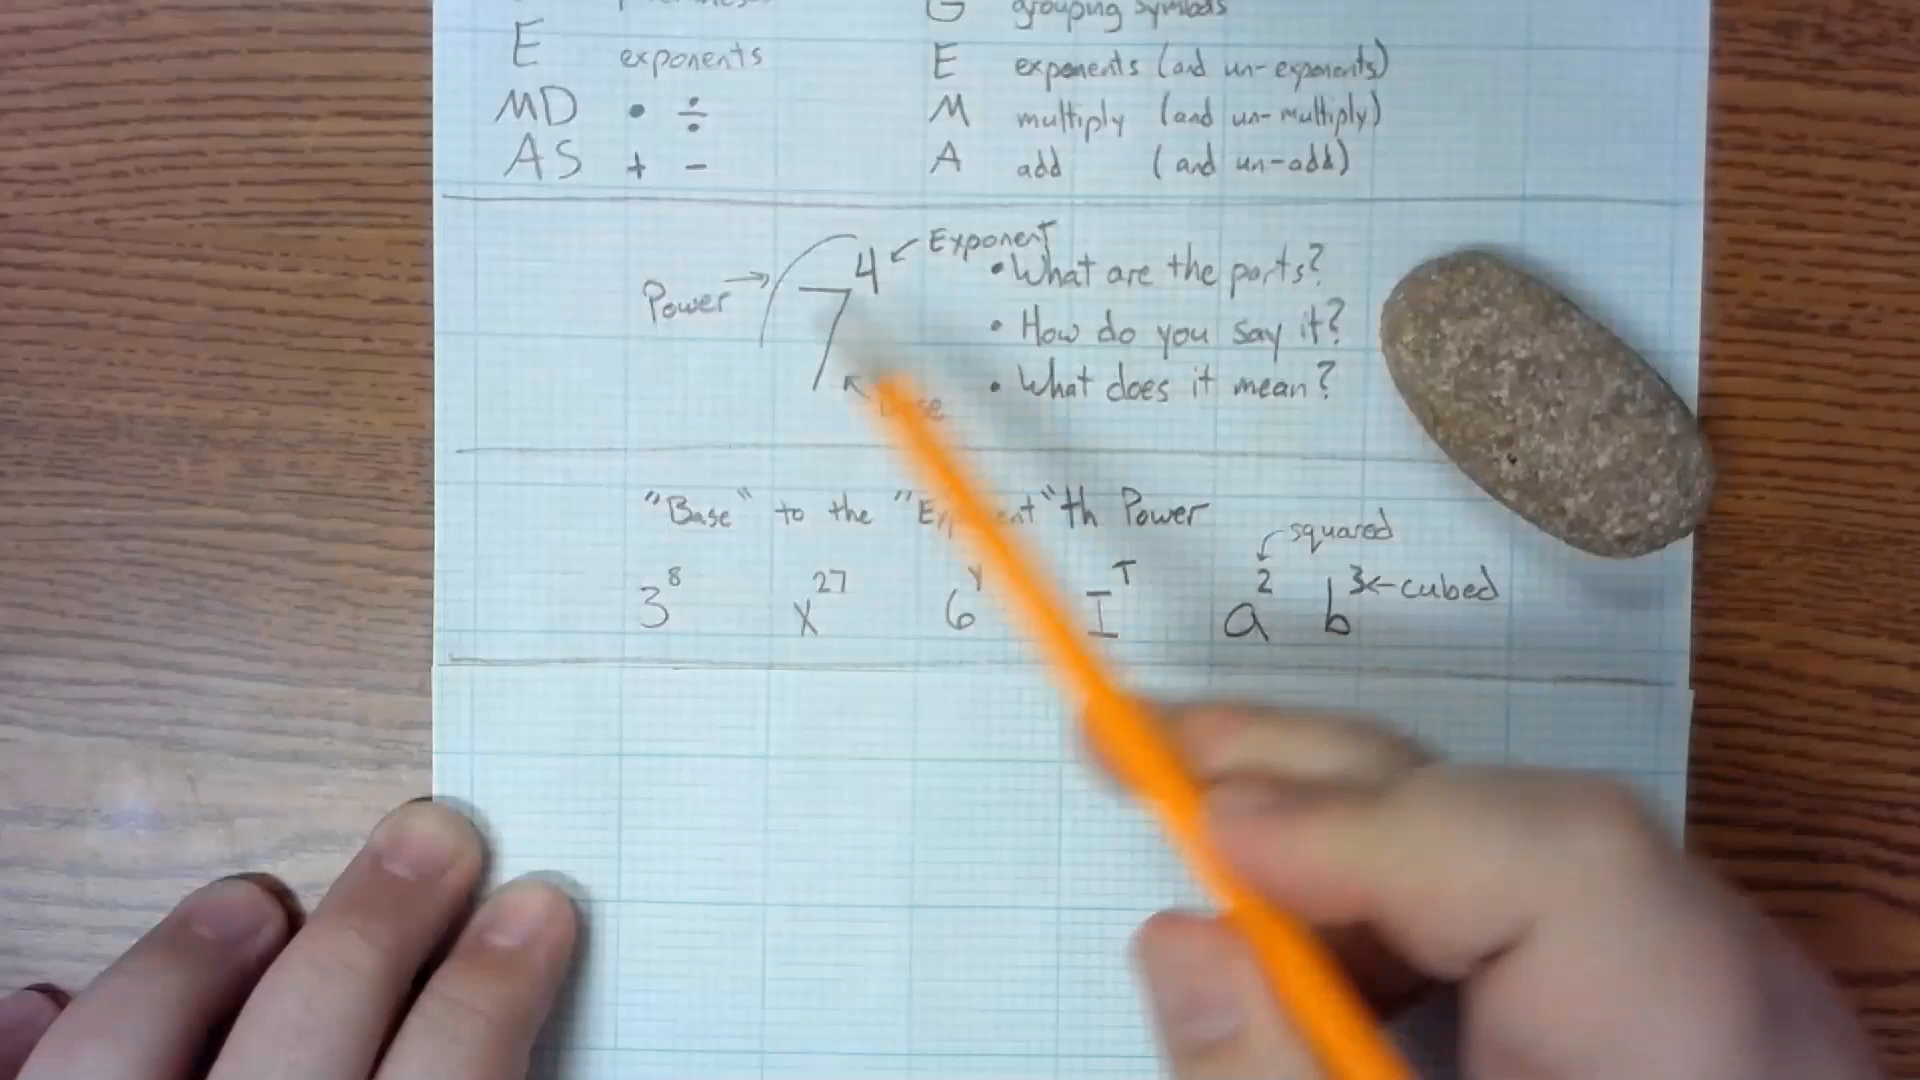 G grouping symbols
E exponents E exponents (and un-exponents)
MD • ÷ M multiply (and un-multiply)
AS + - A add (and un-add)
Power → 7^4 ← Exponent
• What are the parts?
• How do you say it?
• What does it mean?
"Base" to the "Exponent"th Power
squared
3^8 x^27 6^y I^T a^2 b^3 ← cubed